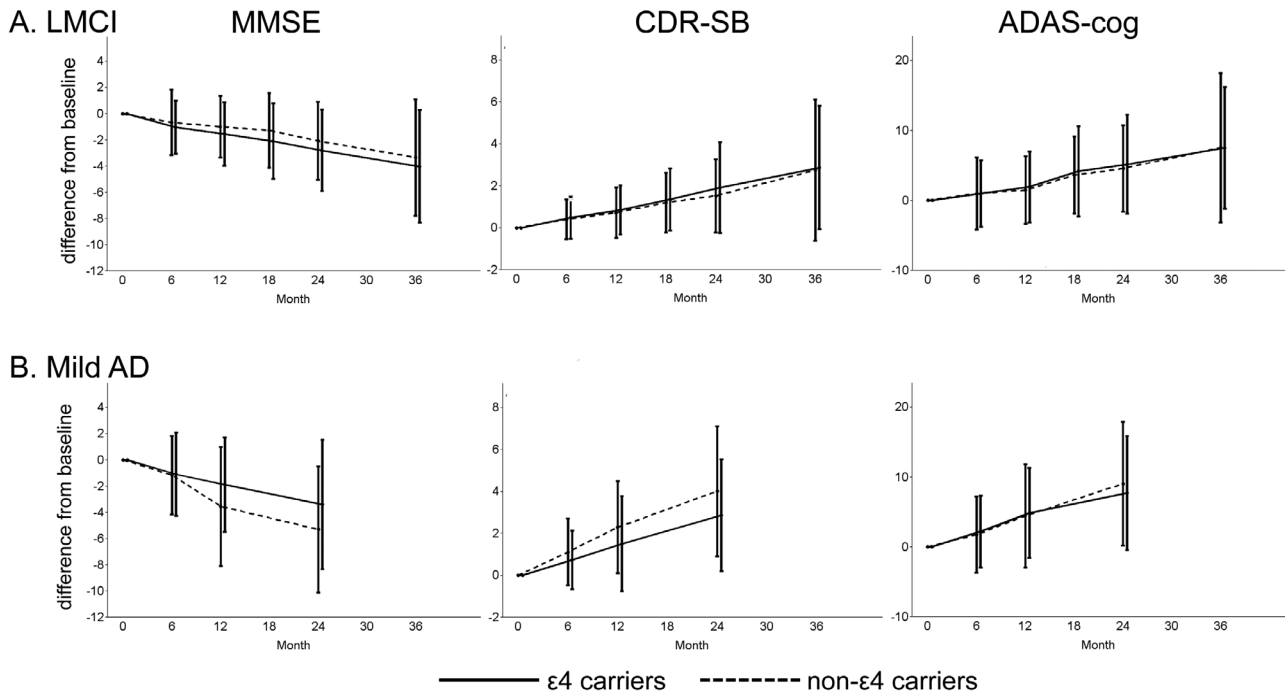 A. LMCI
MMSE
CDR-SB
ADAS-cog
difference from baseline
4
2
0
-2
-4
-6
-8
-10
-12
0 6 12 18 24 30 36
Month
8
6
4
2
0
-2
0 6 12 18 24 30 36
Month
20
10
0
-10
0 6 12 18 24 30 36
Month
B. Mild AD
difference from baseline
4
2
0
-2
-4
-6
-8
-10
-12
0 6 12 18 24 30 36
Month
8
6
4
2
0
-2
0 6 12 18 24 30 36
Month
20
10
0
-10
0 6 12 18 24 30 36
Month
ε4 carriers
non-ε4 carriers